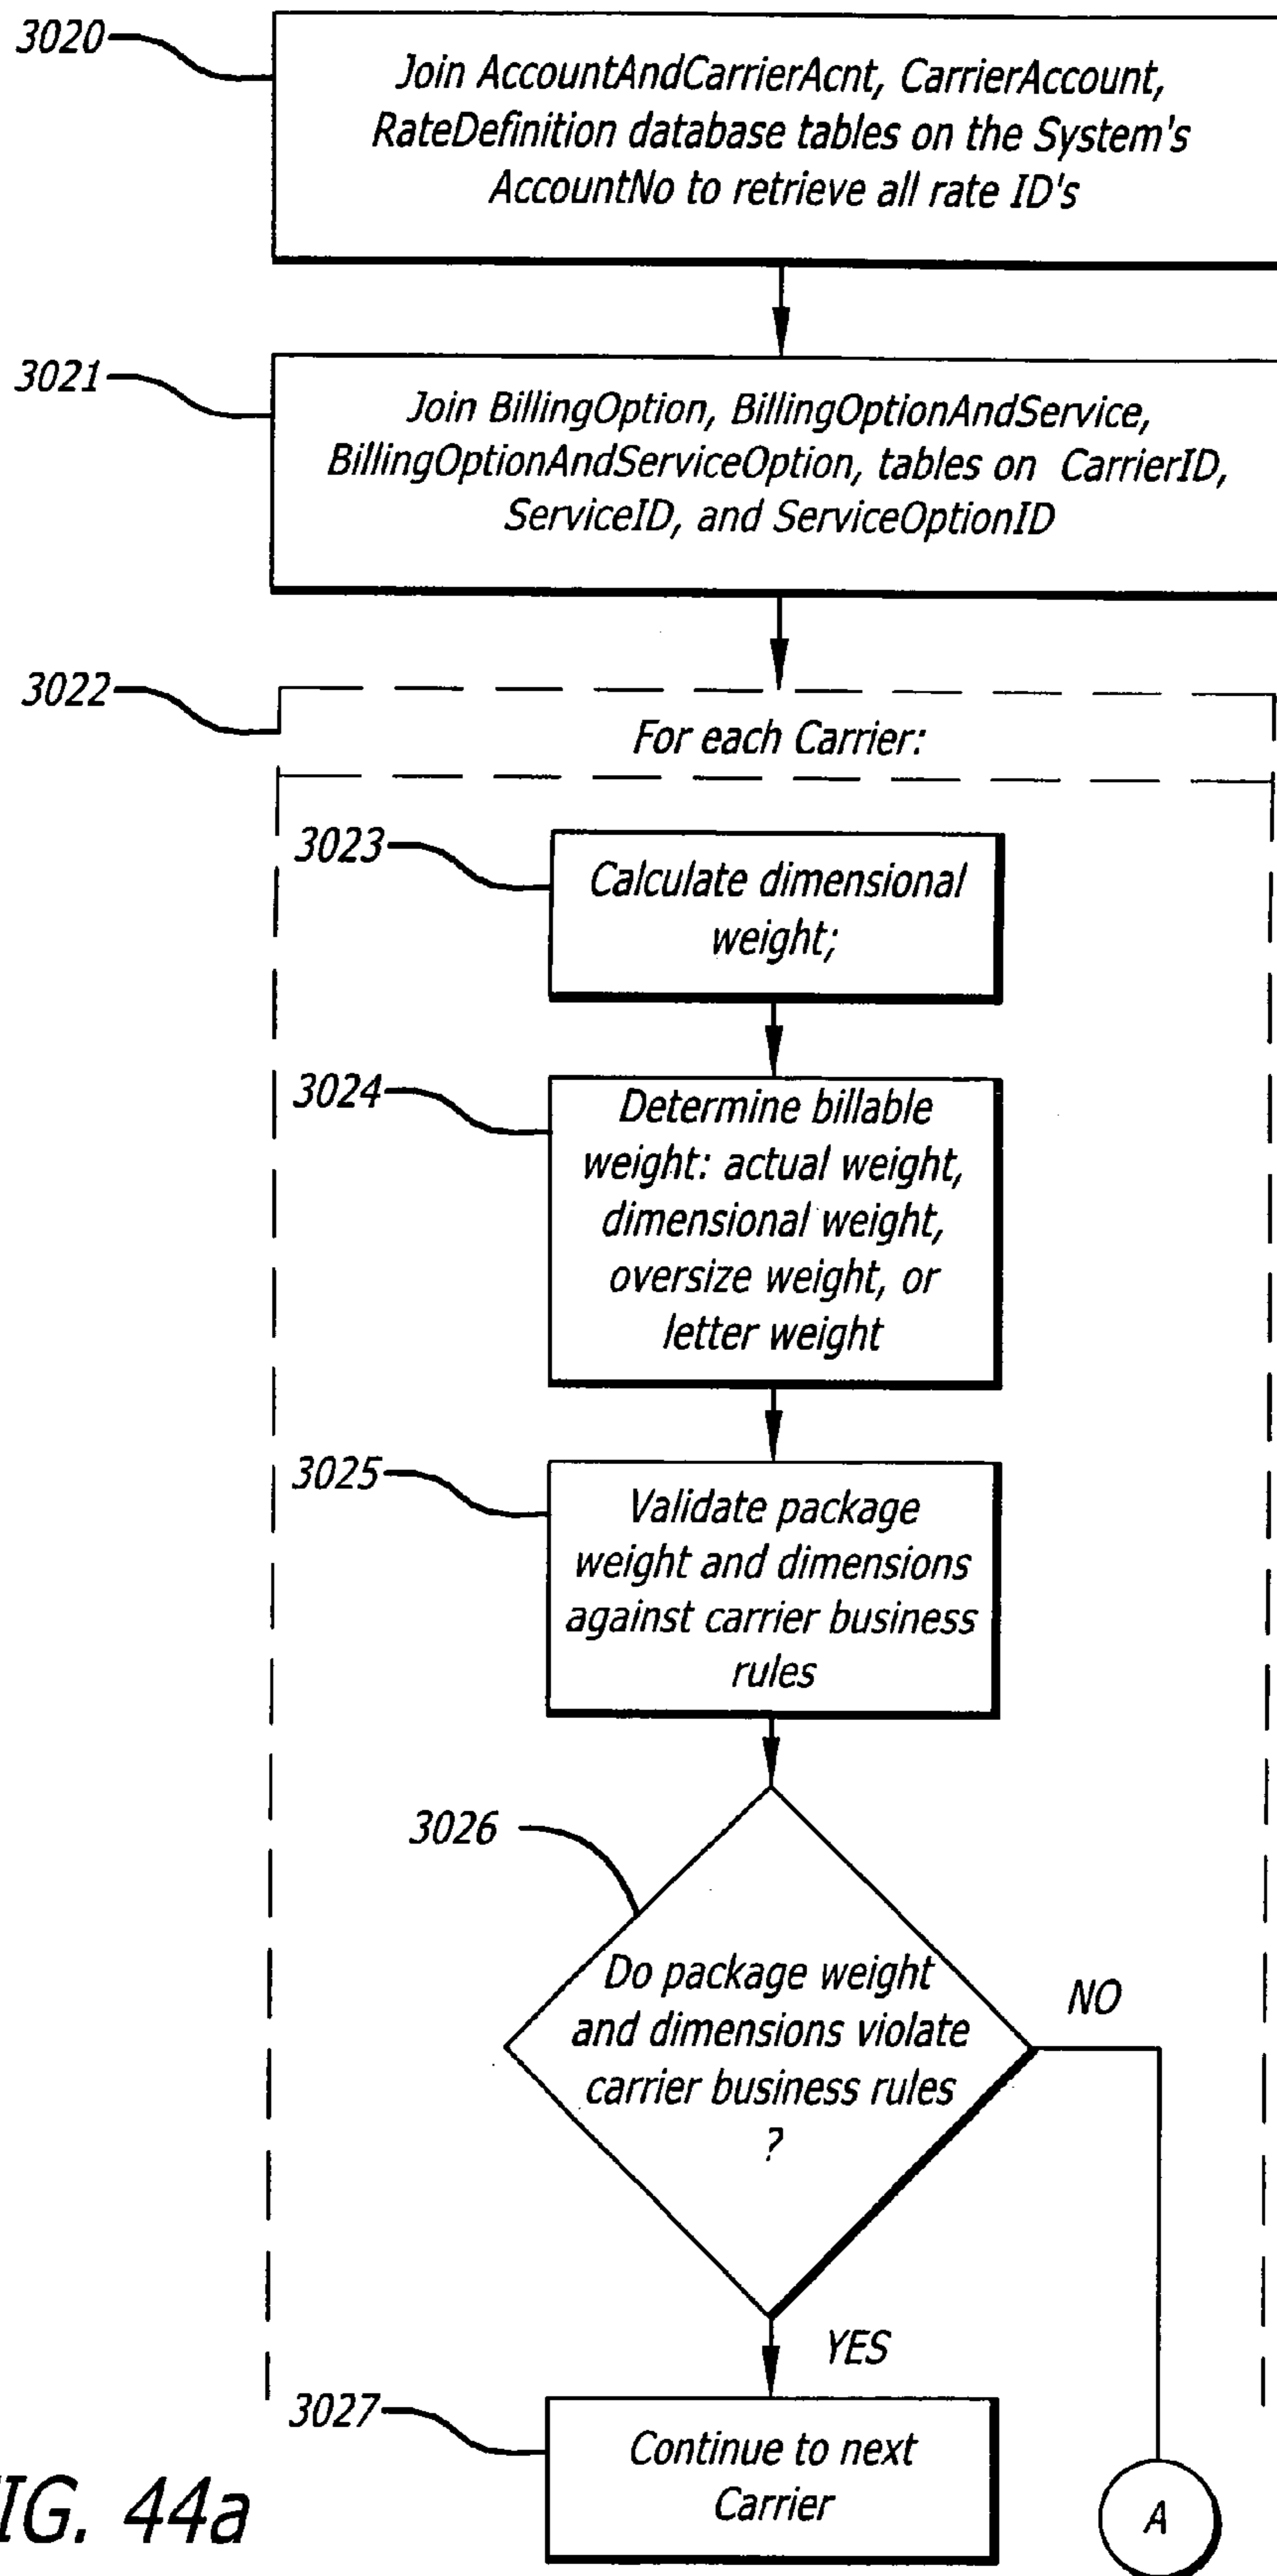 3020
Join AccountAndCarrierAcnt, CarrierAccount,
RateDefinition database tables on the System's
AccountNo to retrieve all rate ID's
3021
Join BillingOption, BillingOptionAndService,
BillingOptionAndServiceOption, tables on CarrierID,
ServiceID, and ServiceOptionID
3022
For each Carrier:
3023
Calculate dimensional
weight;
3024
Determine billable
weight: actual weight,
dimensional weight,
oversize weight, or
letter weight
3025
Validate package
weight and dimensions
against carrier business
rules
3026
Do package weight
and dimensions violate
carrier business rules
?
NO
YES
3027
Continue to next
Carrier
A
IG. 44a